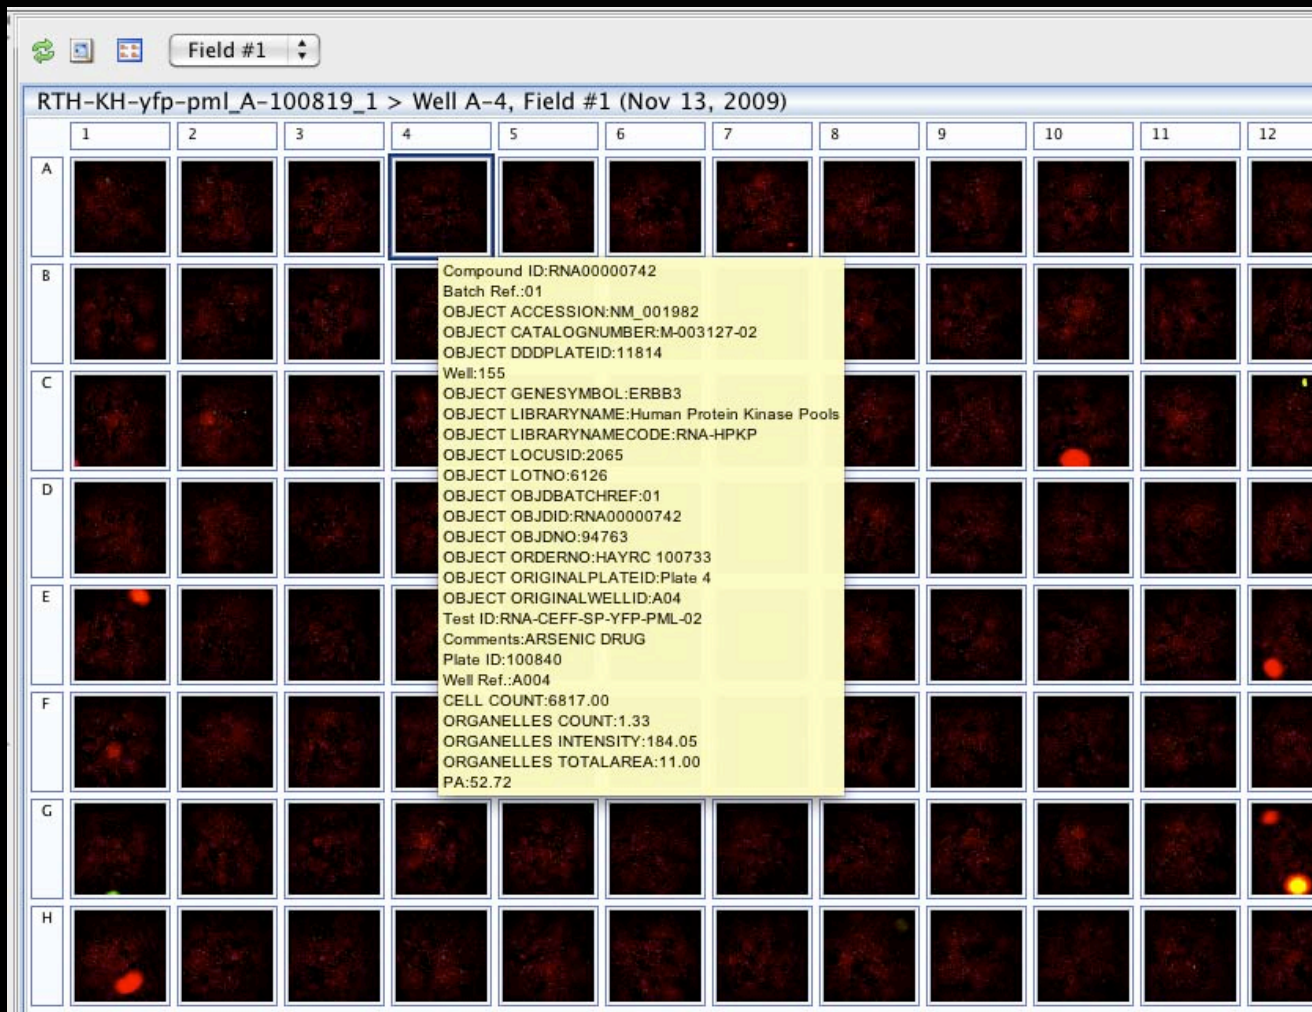 Field #1
RTH-KH-yfp-pml_A-100819_1 > Well A-4, Field #1 (Nov 13, 2009)
1 2 3 4 5 6 7 8 9 10 11 12
A
B
Compound ID:RNA00000742
Batch Ref.:01
OBJECT ACCESSION:NM_001982
OBJECT CATALOGNUMBER:M-003127-02
OBJECT DDDPLATEID:11814
Well:155
C
OBJECT GENESYMBOL:ERBB3
OBJECT LIBRARYNAME:Human Protein Kinase Pools
OBJECT LIBRARYNAMECODE:RNA-HPKP
OBJECT LOCUSID:2065
OBJECT LOTNO:6126
D
OBJECT OBJDBATCHREF:01
OBJECT OBJDID:RNA00000742
OBJECT OBJDNO:94763
OBJECT ORDERNO:HAYRC 100733
OBJECT ORIGINALPLATEID:Plate 4
E
OBJECT ORIGINALWELLID:A04
Test ID:RNA-CEFF-SP-YFP-PML-02
Comments:ARSENIC DRUG
Plate ID:100840
Well Ref.:A004
F
CELL COUNT:6817.00
ORGANELLES COUNT:1.33
ORGANELLES INTENSITY:184.05
ORGANELLES TOTALAREA:11.00
PA:52.72
G
H